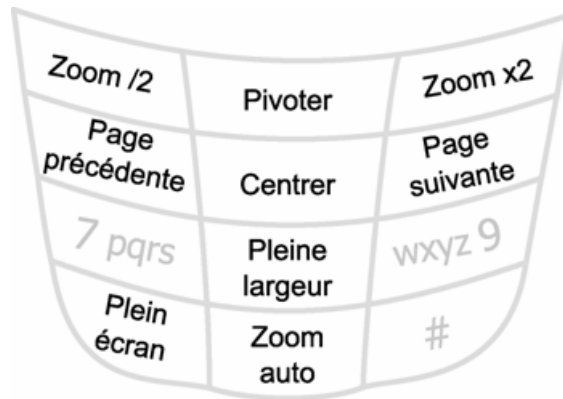 Zoom /2
Pivoter
Zoom x2
Page
précédente
Centrer
Page
suivante
7 pqrs
Pleine
largeur
wxyz 9
Plein
écran
Zoom
auto
#